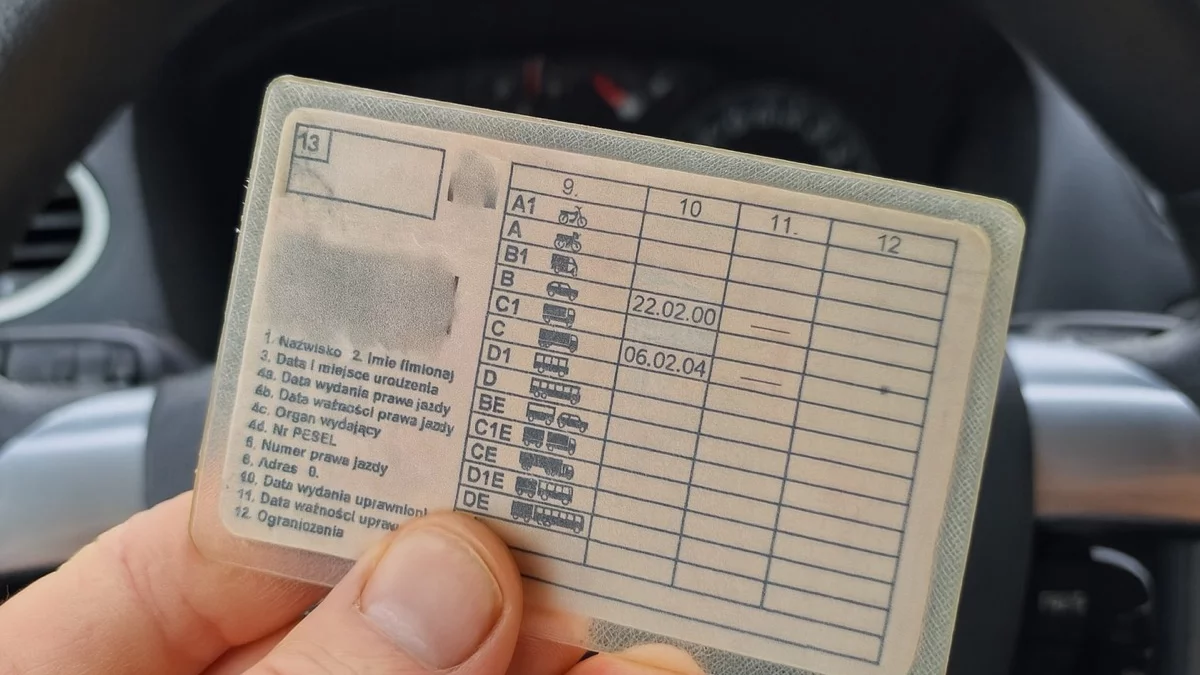 13
1. Nazwisko 2. Imię (imiona)
3. Data i miejsce urodzenia
4a. Data wydania prawa jazdy
4b. Data ważności prawa jazdy
4c. Organ wydający
4d. Nr PESEL
5. Numer prawa jazdy
8. Adres 9.
10. Data wydania uprawnień
11. Data ważności upraw
12. Ograniczenia
9. 10 11. 12
A1
A
B1
B 22.02.00
C1
C 06.02.04
D1
D
BE
C1E
CE
D1E
DE